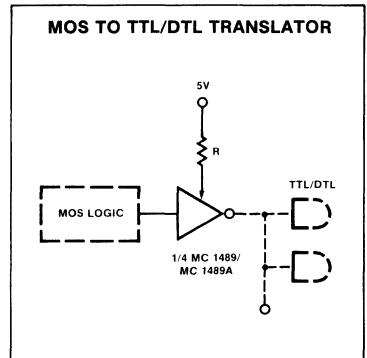 MOS TO TTL/DTL TRANSLATOR
5V
R
TTL/DTL
MOS LOGIC
1/4 MC 1489/
MC 1489A